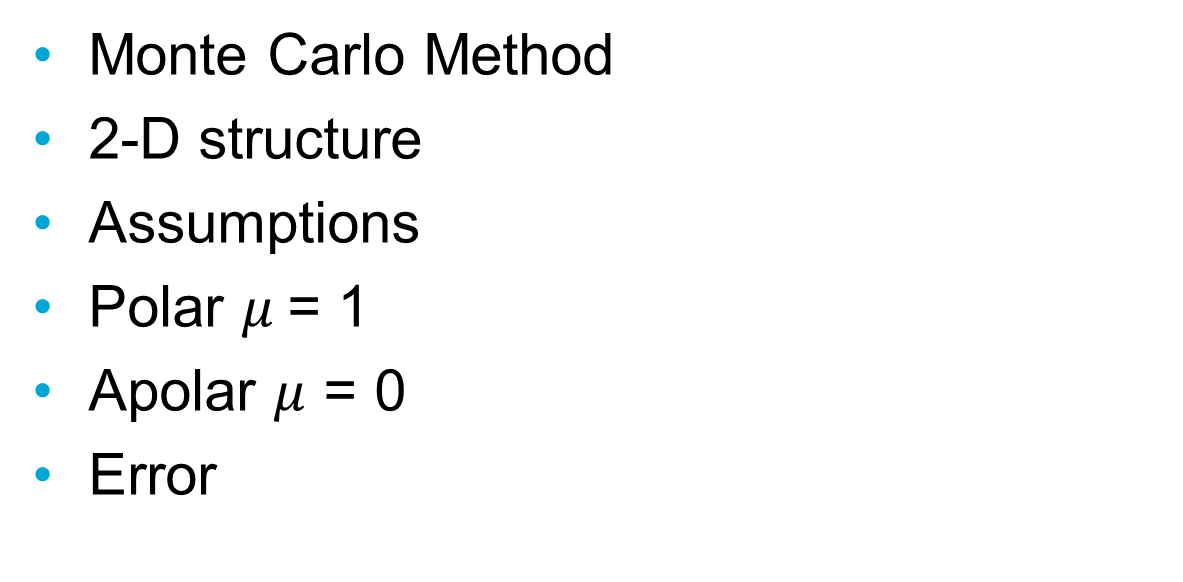 • Monte Carlo Method
• 2-D structure
• Assumptions
• Polar 𝜇 = 1
• Apolar 𝜇 = 0
• Error